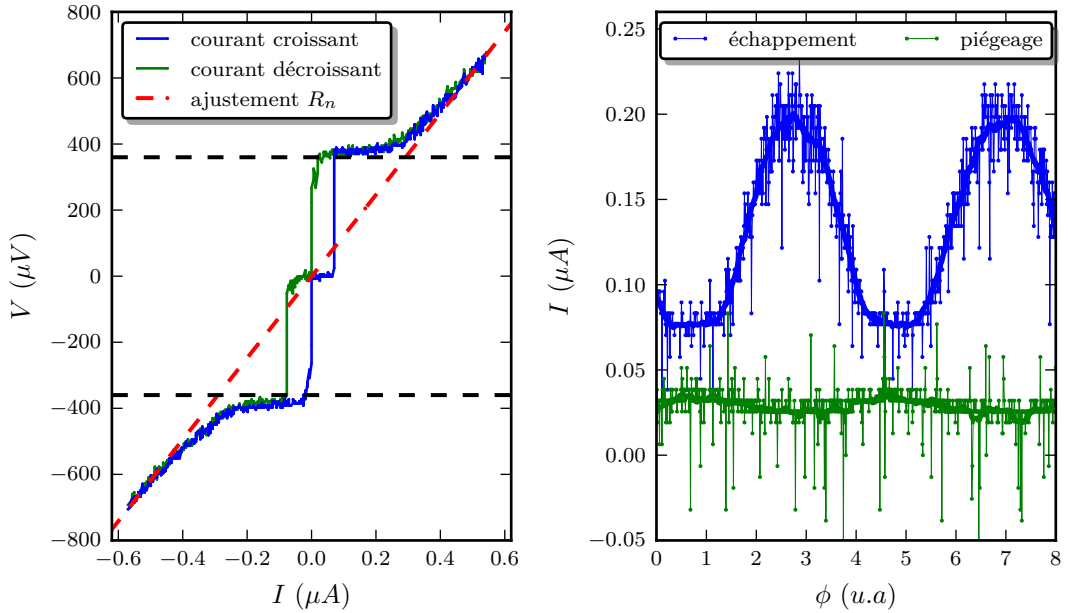 courant croissant
courant décroissant
ajustement Rₙ
800
600
400
200
0
−200
−400
−600
−800
−0.6 −0.4 −0.2 0.0 0.2 0.4 0.6
V (μV)
I (μA)
échappement piégeage
0.25
0.20
0.15
0.10
0.05
0.00
−0.05
0 1 2 3 4 5 6 7 8
I (μA)
ϕ (u.a)